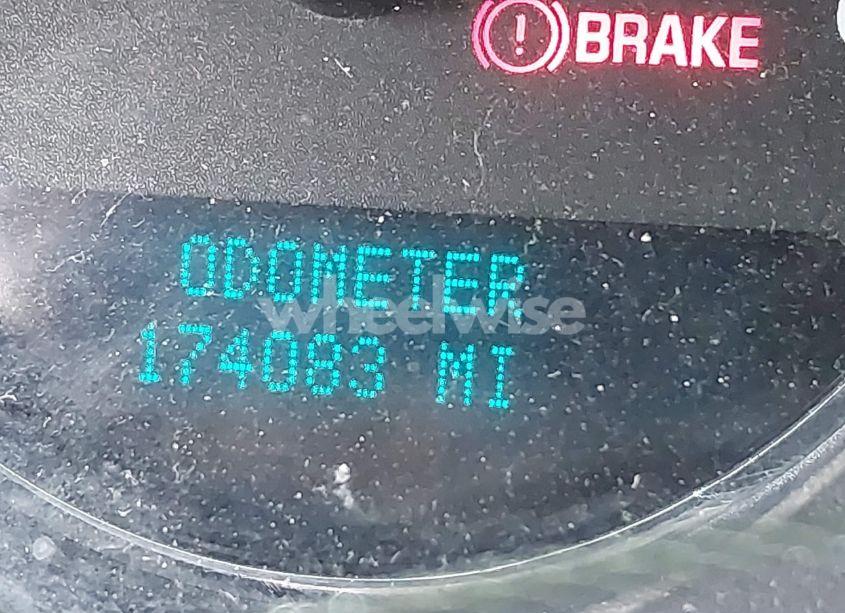 BRAKE
ODOMETER
wheelwise
174083 MI